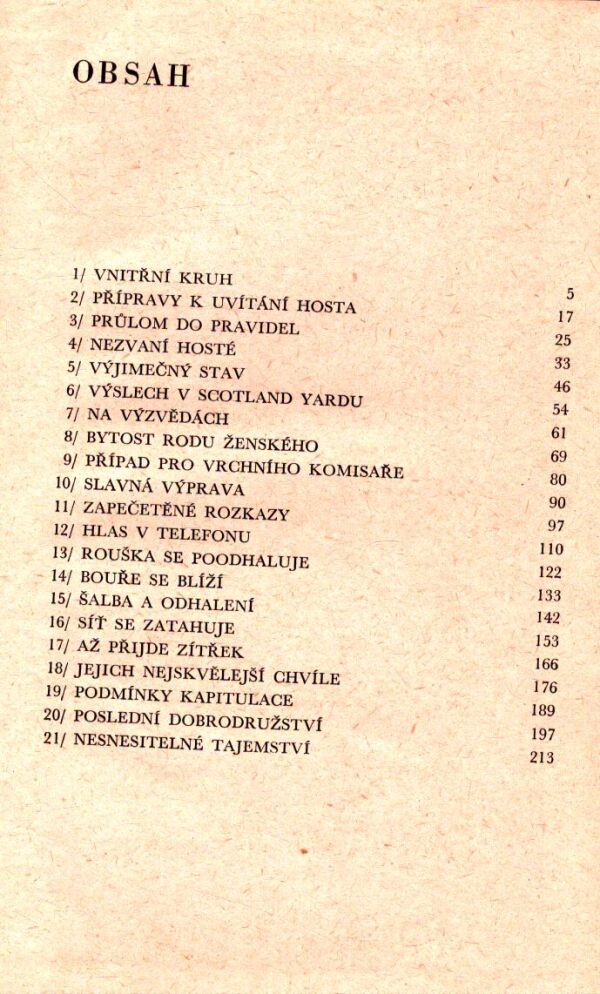 OBSAH
1/ VNITŘNÍ KRUH 5
2/ PŘÍPRAVY K UVÍTÁNÍ HOSTA 17
3/ PRŮLOM DO PRAVIDEL 25
4/ NEZVANÍ HOSTÉ 33
5/ VÝJIMEČNÝ STAV 46
6/ VÝSLECH V SCOTLAND YARDU 54
7/ NA VÝZVĚDÁCH 61
8/ BYTOST RODU ŽENSKÉHO 69
9/ PŘÍPAD PRO VRCHNÍHO KOMISAŘE 80
10/ SLAVNÁ VÝPRAVA 90
11/ ZAPEČETĚNÉ ROZKAZY 97
12/ HLAS V TELEFONU 110
13/ ROUŠKA SE POODHALUJE 122
14/ BOUŘE SE BLÍŽÍ 133
15/ ŠALBA A ODHALENÍ 142
16/ SÍŤ SE ZATAHUJE 153
17/ AŽ PŘIJDE ZÍTŘEK 166
18/ JEJICH NEJSKVĚLEJŠÍ CHVÍLE 176
19/ PODMÍNKY KAPITULACE 189
20/ POSLEDNÍ DOBRODRUŽSTVÍ 197
21/ NESNESITELNÉ TAJEMSTVÍ 213